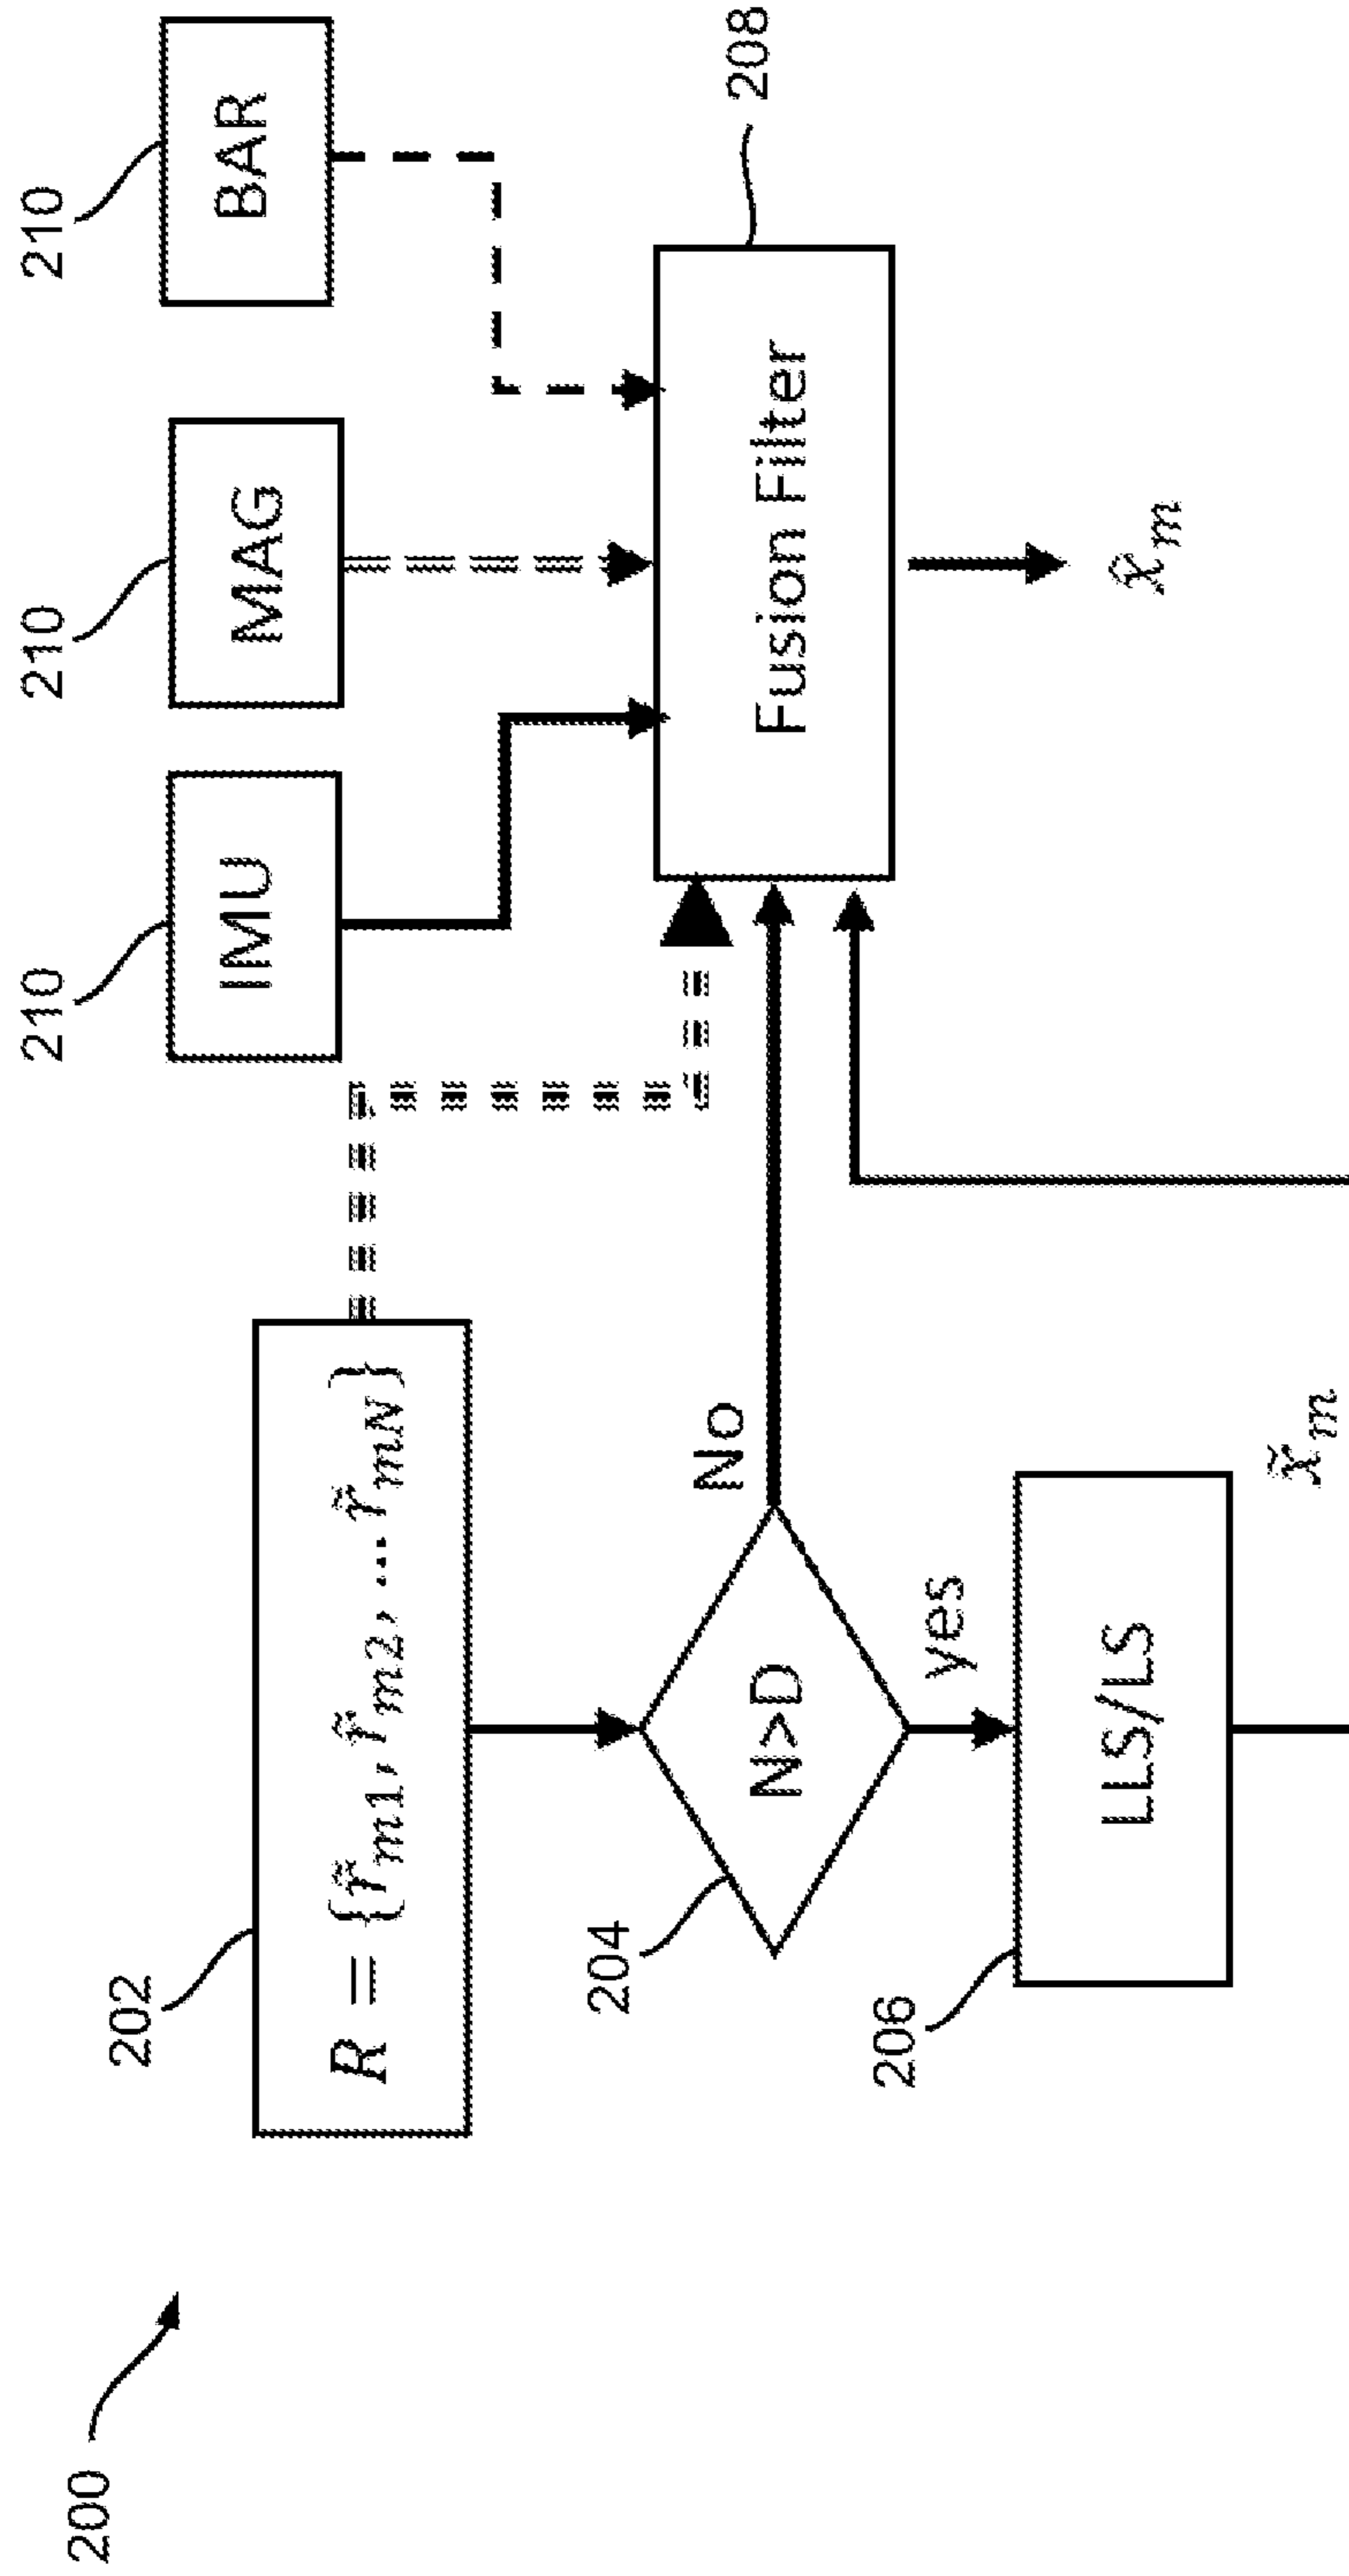 200
202
R = {r̃m1, r̃m2, ... r̃mN}
204
N>D
No
yes
206
LLS/LS
x̃m
210
IMU
210
MAG
210
BAR
Fusion Filter
208
x̂m